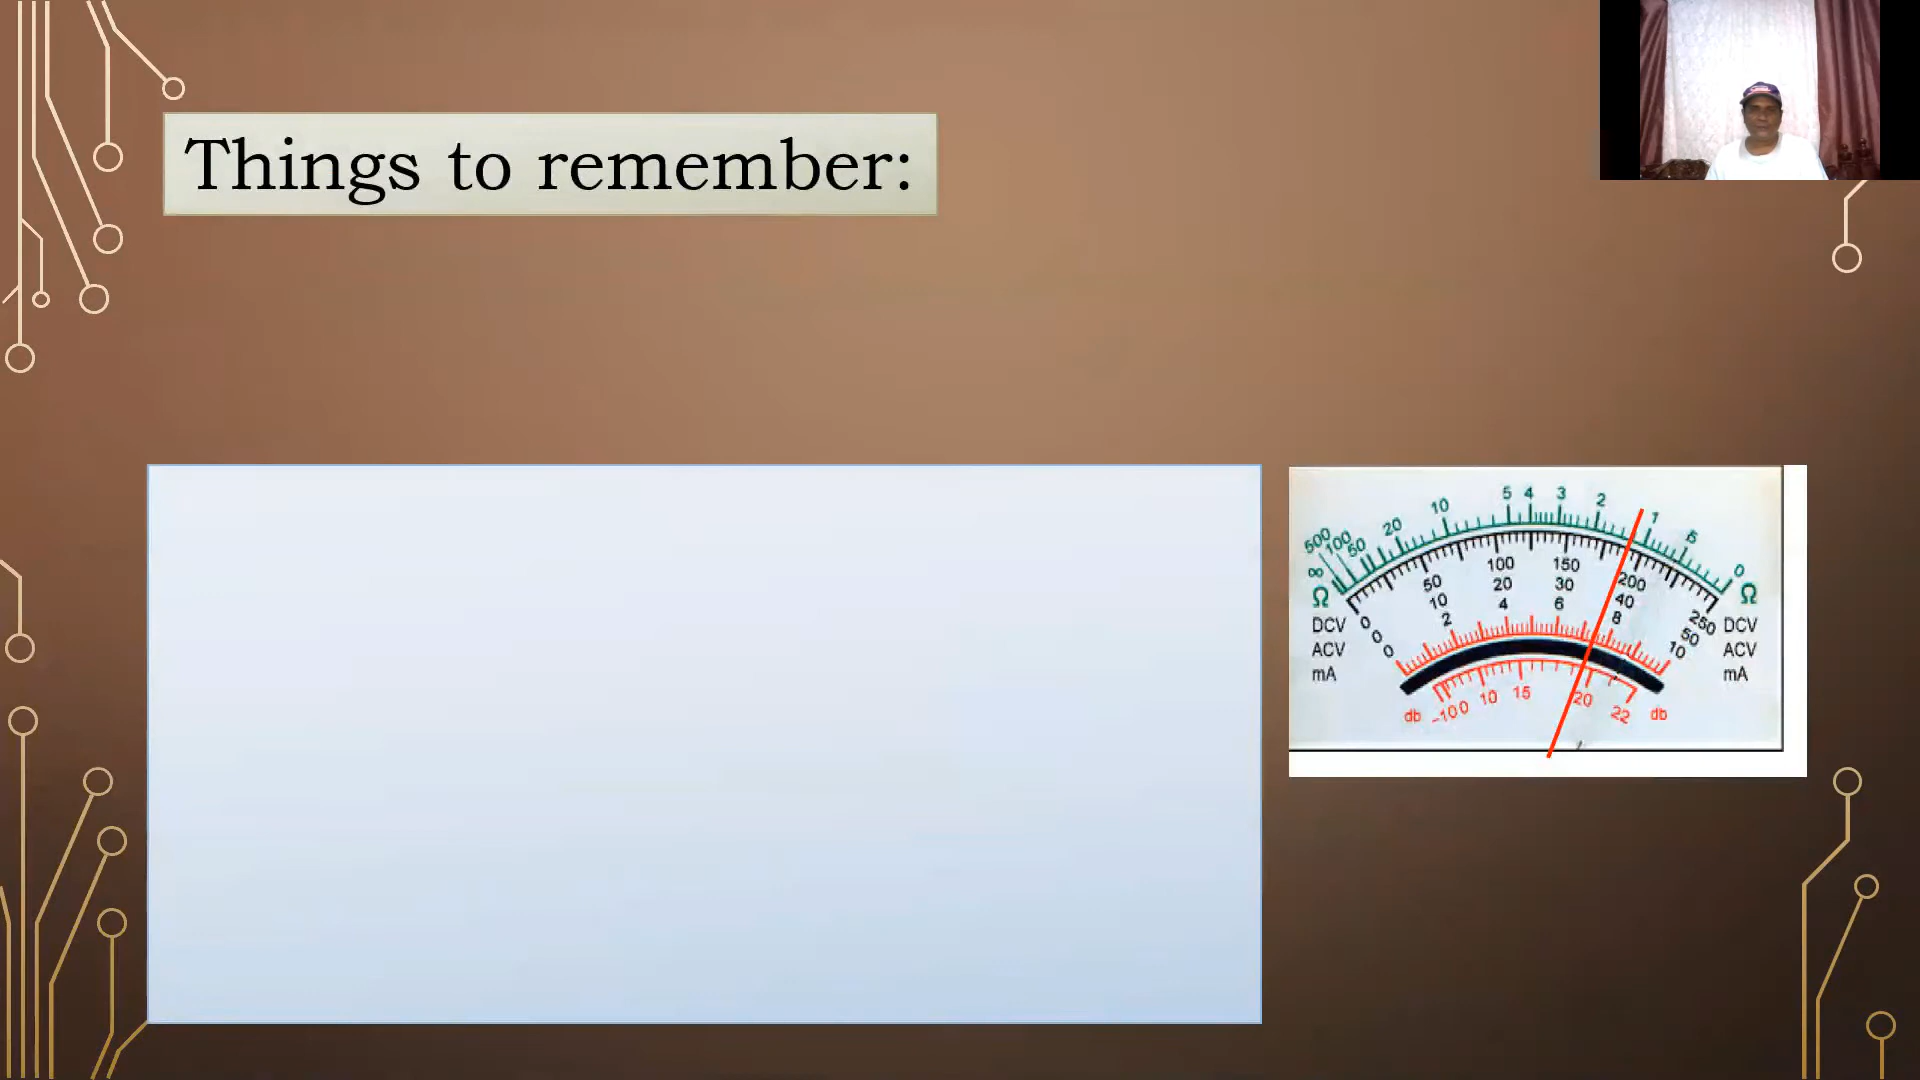 Things to remember:
500 100 50 20 10 5 4 3 2 1 .5 0
∞
Ω Ω
0 50 100 150 200 250
0 10 20 30 40 50
0 2 4 6 8 10
DCV DCV
ACV ACV
mA mA
db -10 0 10 15 20 22 db